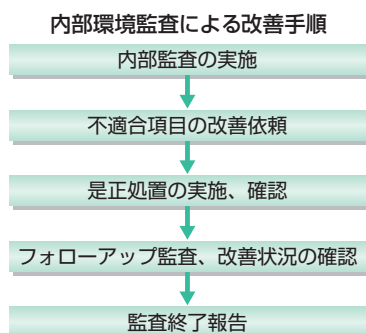 内部環境監査による改善手順
内部監査の実施
不適合項目の改善依頼
是正処置の実施、確認
フォローアップ監査、改善状況の確認
監査終了報告